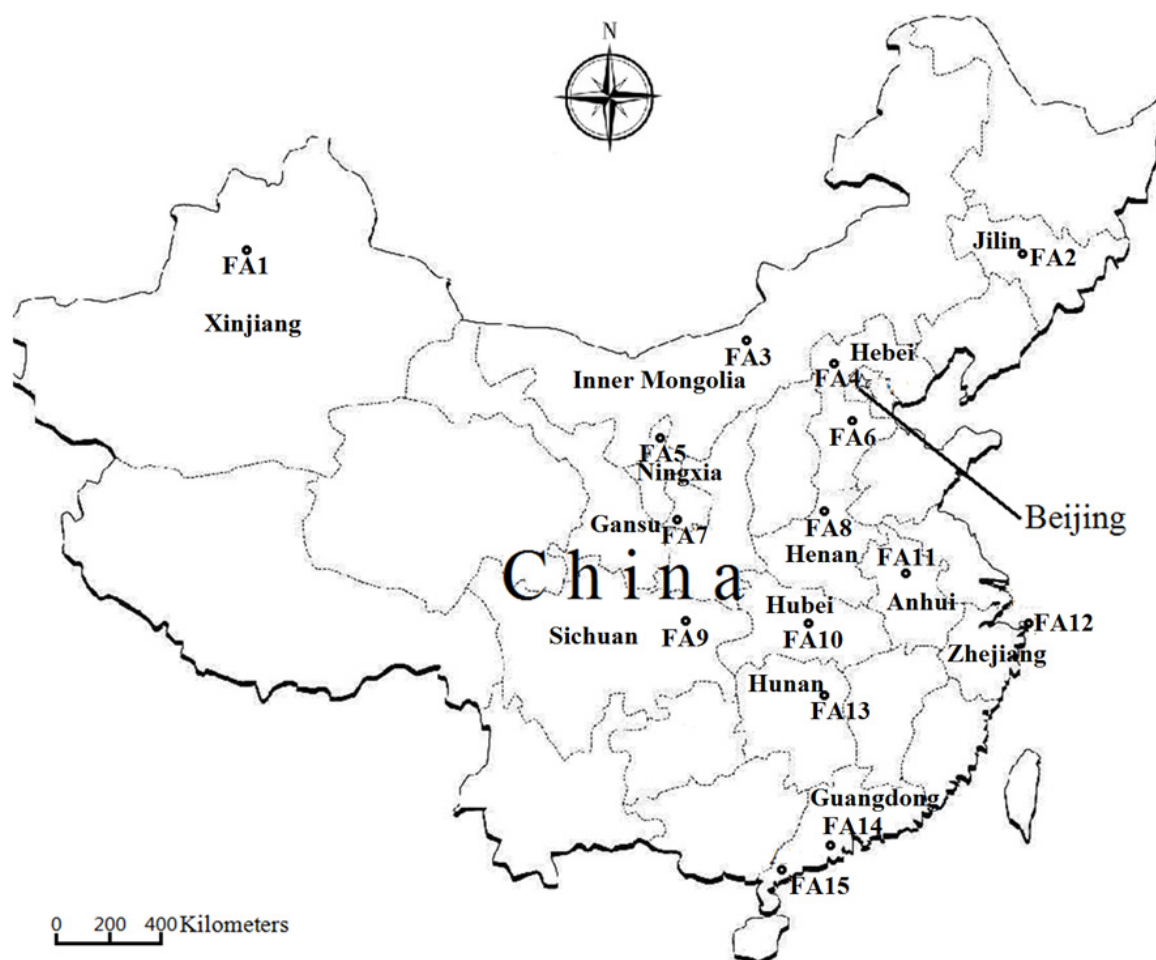 N
Jilin
FA2
FA1
Xinjiang
FA3
Hebei
Inner Mongolia
FA4
FA6
FA5
Ningxia
Beijing
Gansu
FA7
FA8
Henan
FA11
China
Anhui
Hubei
Sichuan
FA9
FA10
FA12
Zhejiang
Hunan
FA13
Guangdong
FA14
FA15
0 200 400 Kilometers